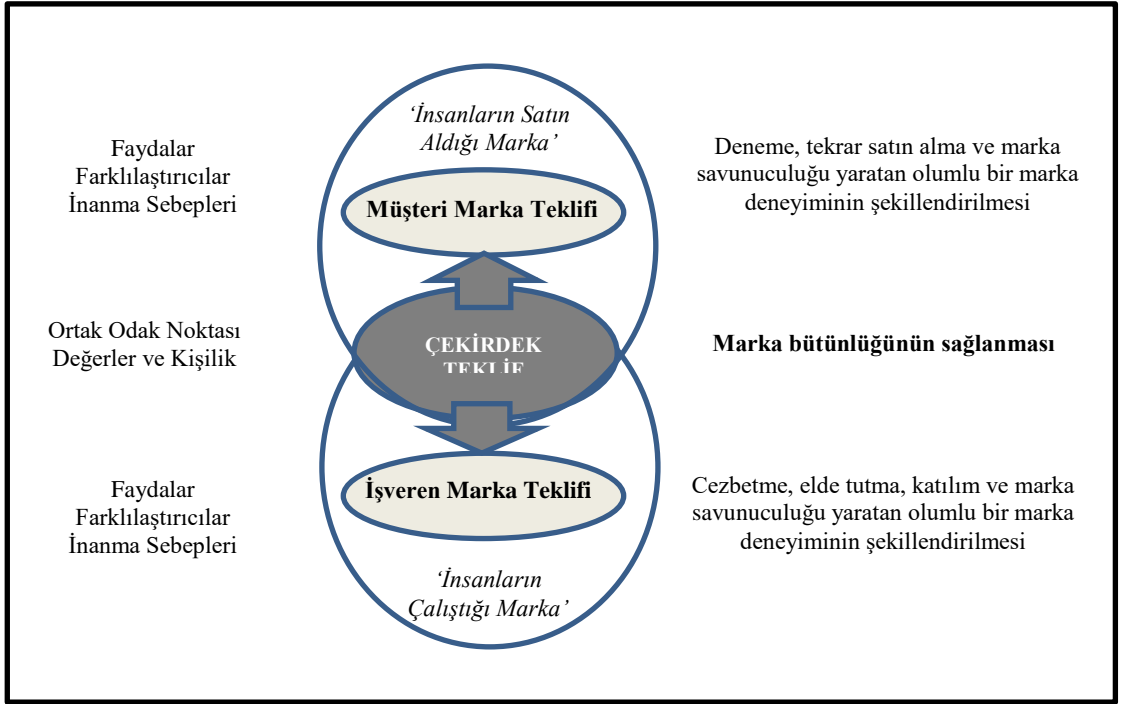 ‘İnsanların Satın
Aldığı Marka’
Faydalar
Farklılaştırıcılar
İnanma Sebepleri
Müşteri Marka Teklifi
Deneme, tekrar satın alma ve marka
savunuculuğu yaratan olumlu bir marka
deneyiminin şekillendirilmesi
Ortak Odak Noktası
Değerler ve Kişilik
ÇEKİRDEK
TEKLİF
Marka bütünlüğünün sağlanması
Faydalar
Farklılaştırıcılar
İnanma Sebepleri
İşveren Marka Teklifi
Cezbetme, elde tutma, katılım ve marka
savunuculuğu yaratan olumlu bir marka
deneyiminin şekillendirilmesi
‘İnsanların
Çalıştığı Marka’